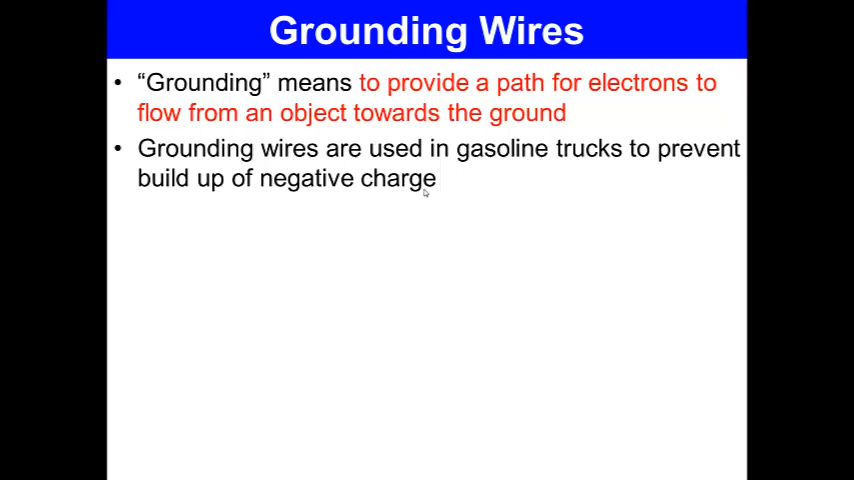 Grounding Wires
• “Grounding” means to provide a path for electrons to
flow from an object towards the ground
• Grounding wires are used in gasoline trucks to prevent
build up of negative charge